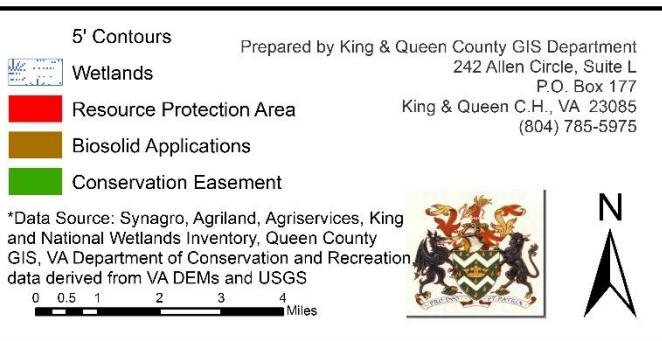 5' Contours
Wetlands
Resource Protection Area
Biosolid Applications
Conservation Easement
Prepared by King & Queen County GIS Department
242 Allen Circle, Suite L
P.O. Box 177
King & Queen C.H., VA 23085
(804) 785-5975
*Data Source: Synagro, Agriland, Agriservices, King
and National Wetlands Inventory, Queen County
GIS, VA Department of Conservation and Recreation,
data derived from VA DEMs and USGS
0 0.5 1 2 3 4
Miles
N